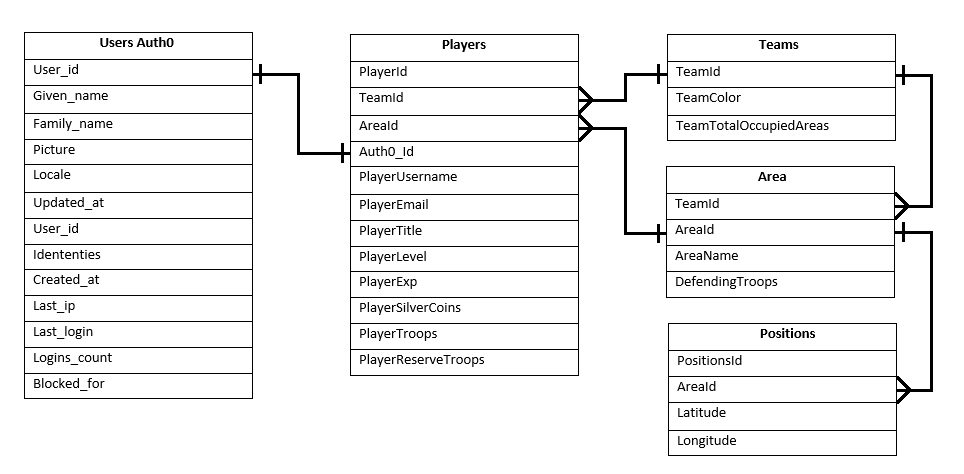 Users Auth0
User_id
Given_name
Family_name
Picture
Locale
Updated_at
User_id
Idententies
Created_at
Last_ip
Last_login
Logins_count
Blocked_for
Players
PlayerId
TeamId
AreaId
Auth0_Id
PlayerUsername
PlayerEmail
PlayerTitle
PlayerLevel
PlayerExp
PlayerSilverCoins
PlayerTroops
PlayerReserveTroops
Teams
TeamId
TeamColor
TeamTotalOccupiedAreas
Area
TeamId
AreaId
AreaName
DefendingTroops
Positions
PositionsId
AreaId
Latitude
Longitude